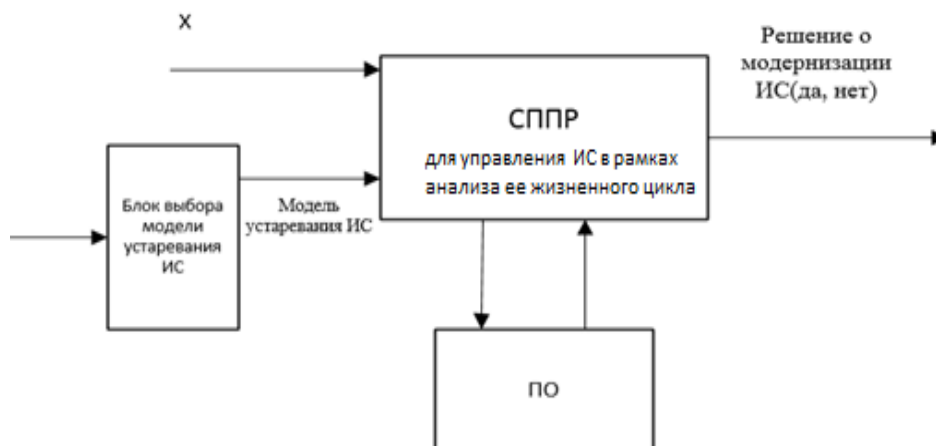 X
Решение о
модернизации
ИС(да, нет)
СППР
для управления ИС в рамках
анализа ее жизненного цикла
Блок выбора
модели
устаревания
ИС
Модель
устаревания ИС
ПО